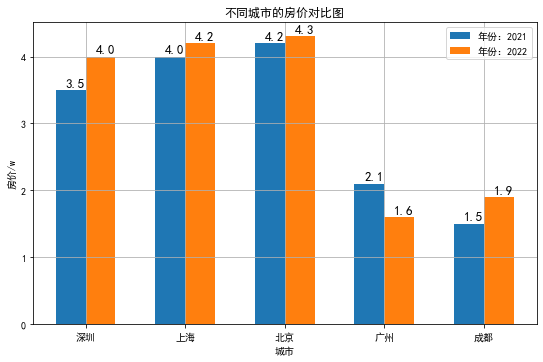 不同城市的房价对比图
年份: 2021
年份: 2022
房价/w
4
3
2
1
0
3.5
4.0
4.0
4.2
4.2
4.3
2.1
1.6
1.5
1.9
深圳
上海
北京
广州
成都
城市